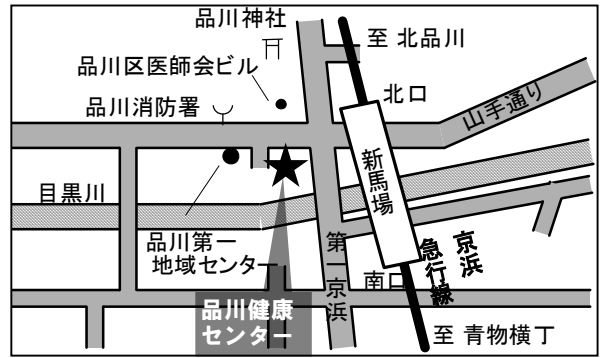 品川神社
至 北品川
品川区医師会ビル
北口
品川消防署
山手通り
新馬場
目黒川
品川第一
地域センター
第一京浜
京浜
急行線
南口
品川健康
センター
至 青物横丁